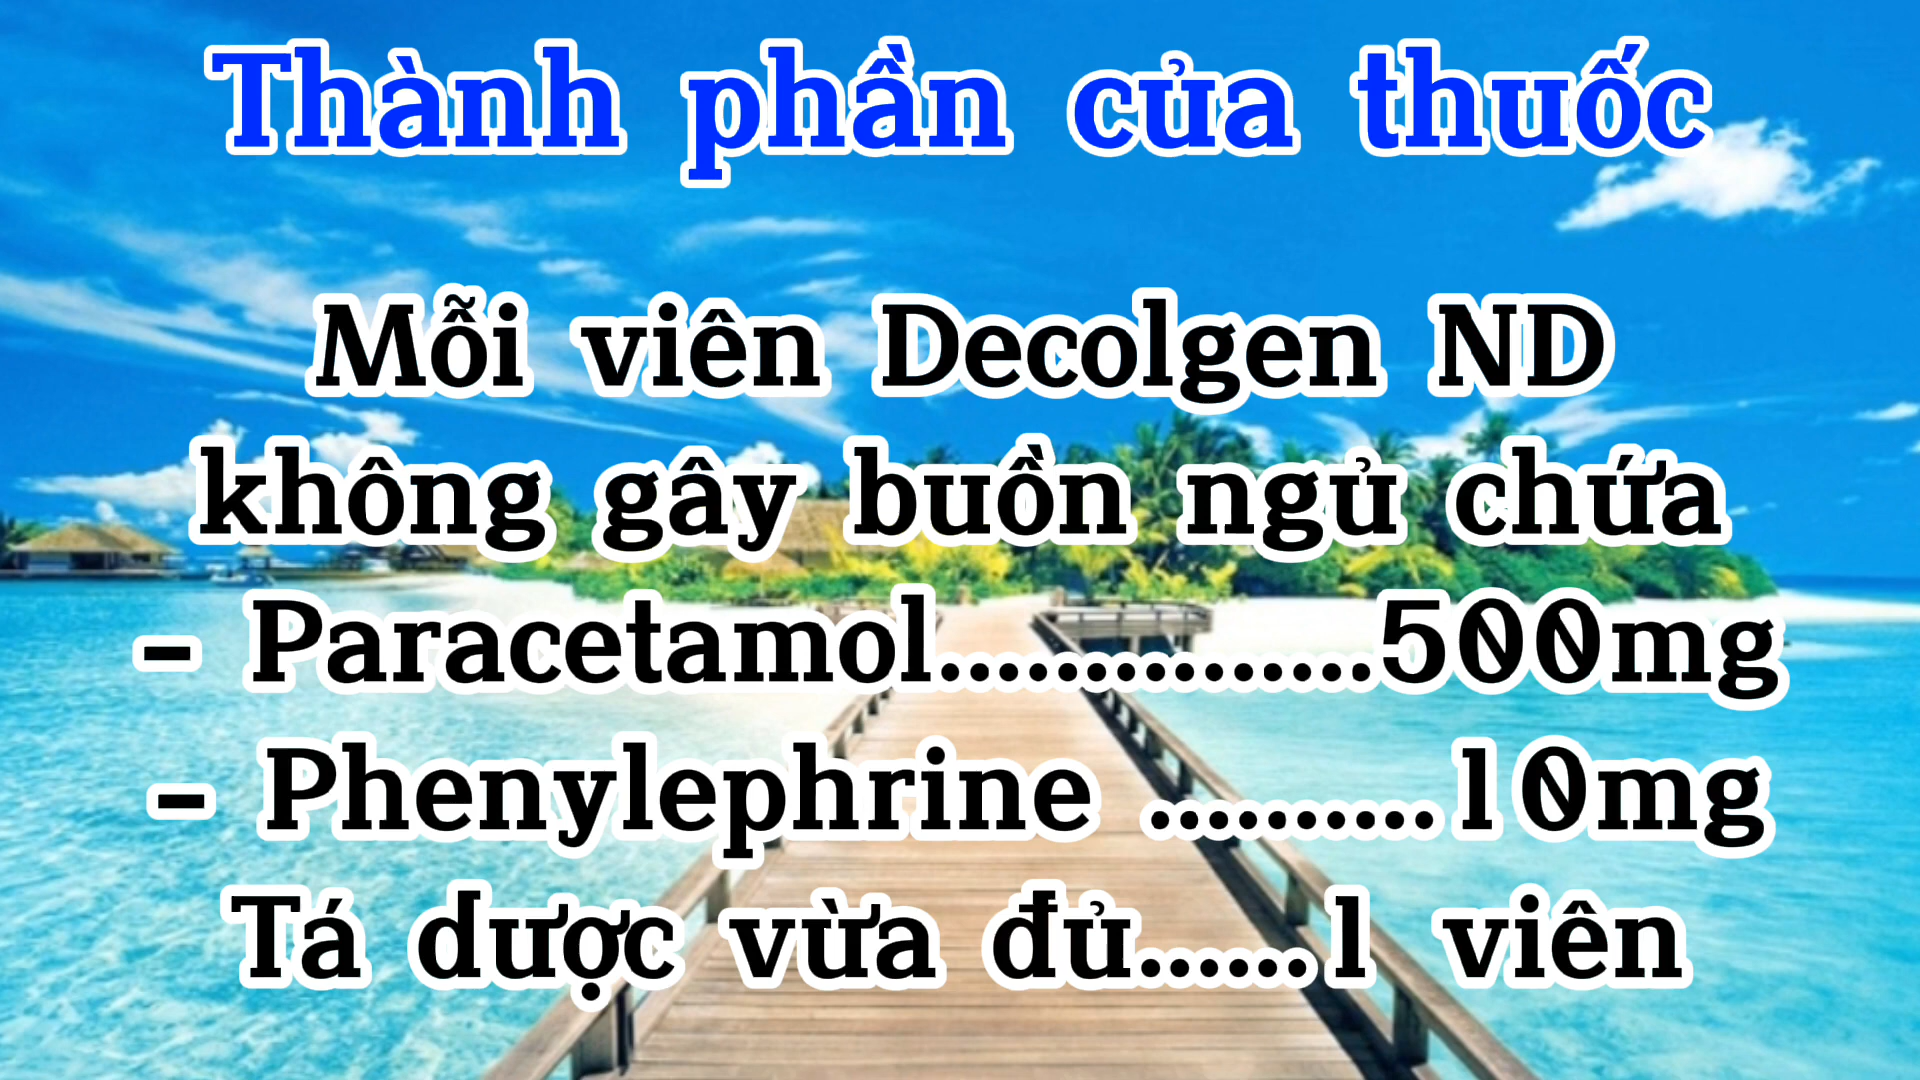 Thành phần của thuốc
Mỗi viên Decolgen ND
không gây buồn ngủ chứa
- Paracetamol...............500mg
- Phenylephrine ..........10mg
Tá dược vừa đủ......1 viên